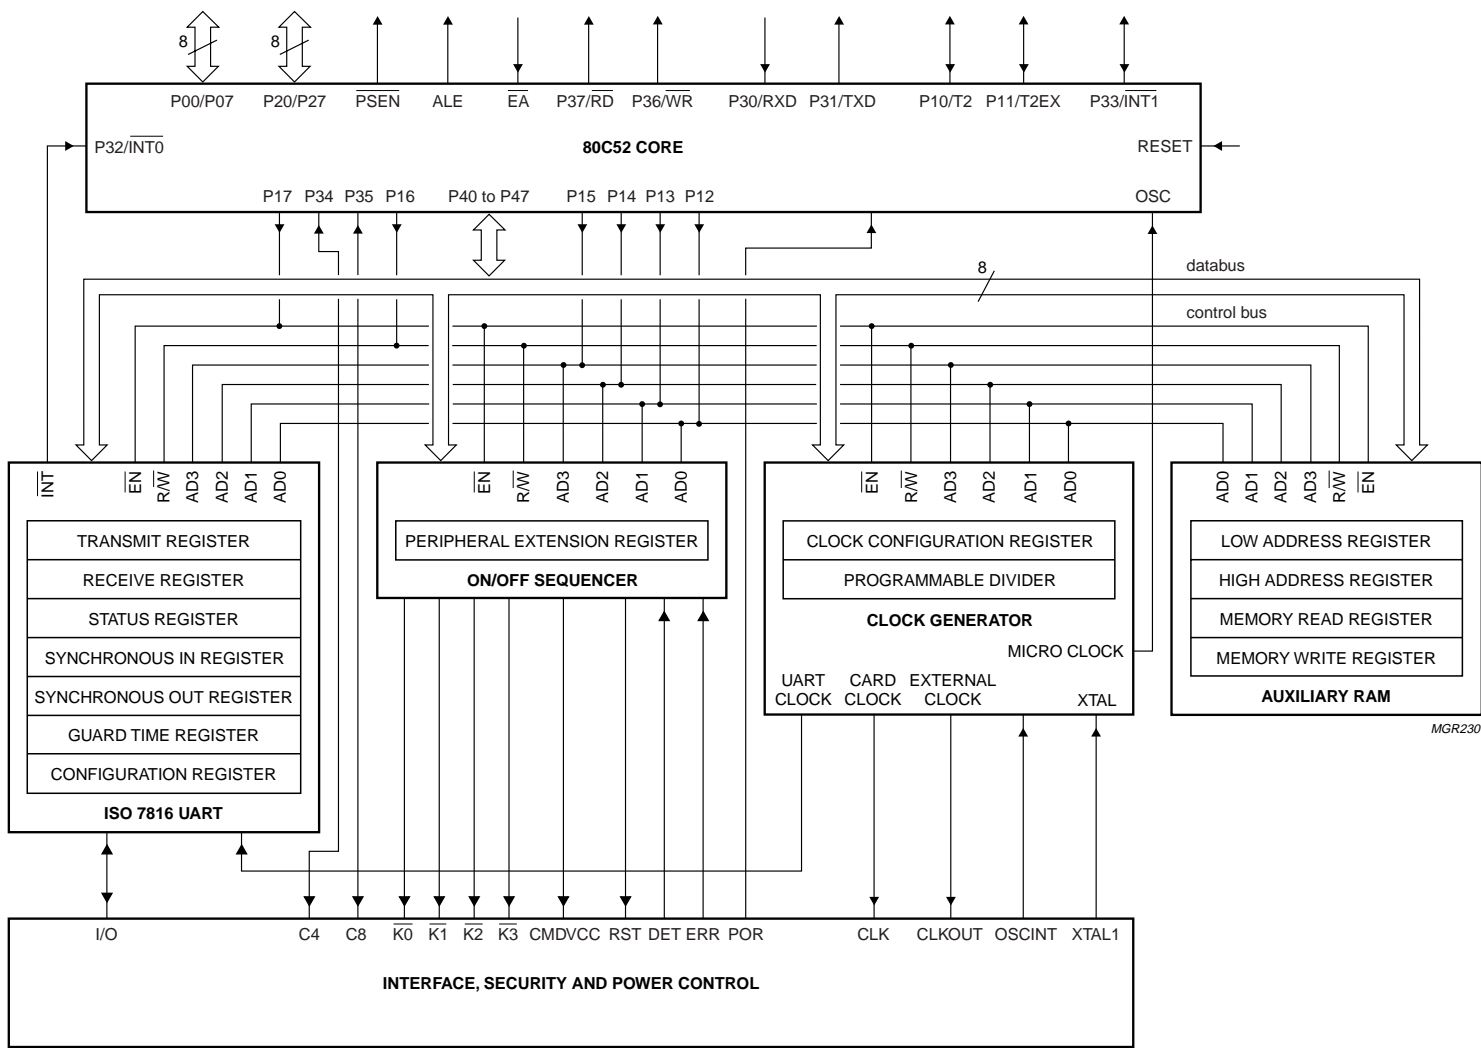 8 8
P00/P07 P20/P27 PSEN ALE EA P37/RD P36/WR P30/RXD P31/TXD P10/T2 P11/T2EX P33/INT1
P32/INT0 80C52 CORE RESET
P17 P34 P35 P16 P40 to P47 P15 P14 P13 P12 OSC
8 databus
control bus
INT EN R/W AD3 AD2 AD1 AD0 EN R/W AD3 AD2 AD1 AD0 EN R/W AD3 AD2 AD1 AD0 AD0 AD1 AD2 AD3 R/W EN
TRANSMIT REGISTER
RECEIVE REGISTER
STATUS REGISTER
SYNCHRONOUS IN REGISTER
SYNCHRONOUS OUT REGISTER
GUARD TIME REGISTER
CONFIGURATION REGISTER
ISO 7816 UART
PERIPHERAL EXTENSION REGISTER
ON/OFF SEQUENCER
CLOCK CONFIGURATION REGISTER
PROGRAMMABLE DIVIDER
CLOCK GENERATOR
MICRO CLOCK
UART CARD EXTERNAL
CLOCK CLOCK CLOCK XTAL
LOW ADDRESS REGISTER
HIGH ADDRESS REGISTER
MEMORY READ REGISTER
MEMORY WRITE REGISTER
AUXILIARY RAM
MGR230
I/O C4 C8 K0 K1 K2 K3 CMDVCC RST DET ERR POR CLK CLKOUT OSCINT XTAL1
INTERFACE, SECURITY AND POWER CONTROL